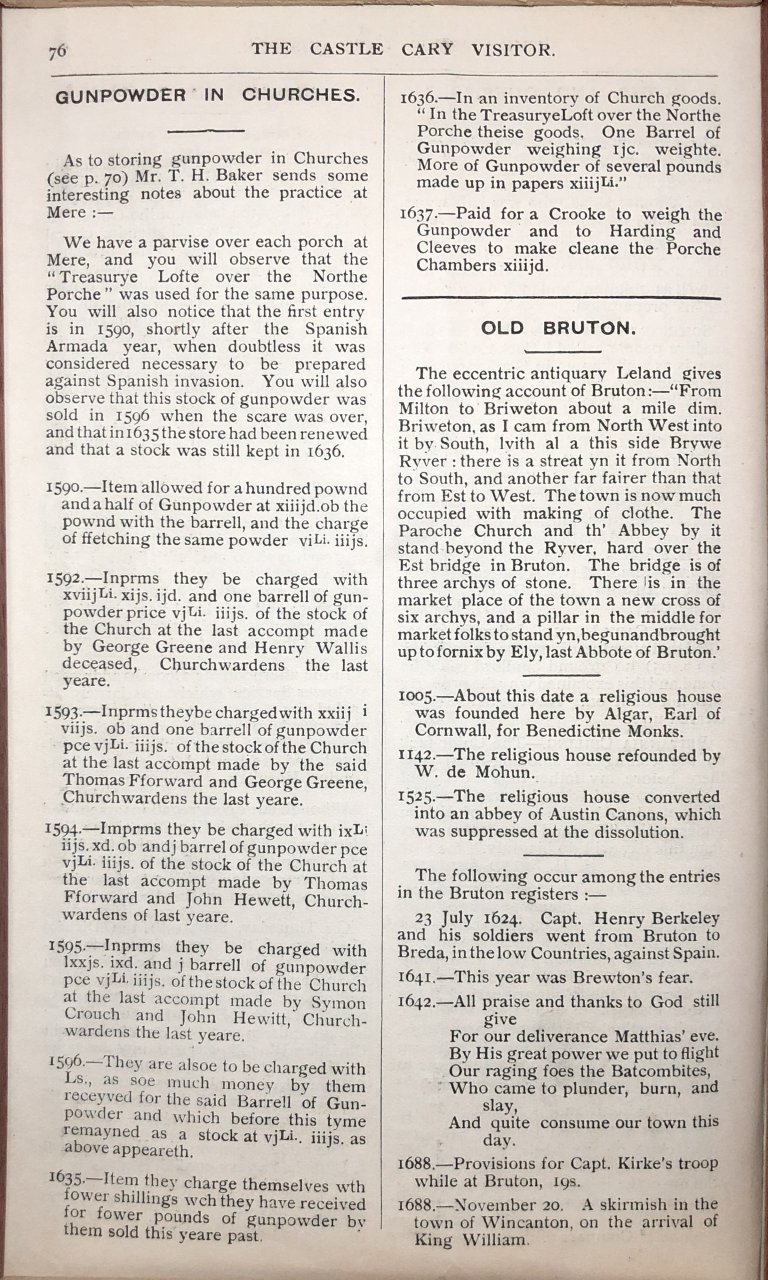 76
THE CASTLE CARY VISITOR.
GUNPOWDER IN CHURCHES.
As to storing gunpowder in Churches
(see p. 70) Mr. T. H. Baker sends some
interesting notes about the practice at
Mere :—
We have a parvise over each porch at
Mere, and you will observe that the
“ Treasurye Lofte over the Northe
Porche ” was used for the same purpose.
You will also notice that the first entry
is in 1590, shortly after the Spanish
Armada year, when doubtless it was
considered necessary to be prepared
against Spanish invasion. You will also
observe that this stock of gunpowder was
sold in 1596 when the scare was over,
and that in 1635 the store had been renewed
and that a stock was still kept in 1636.
1590.—Item allowed for a hundred pownd
and a half of Gunpowder at xiiijd.ob the
pownd with the barrell, and the charge
of ffetching the same powder viLi. iiijs.
1592.—Inprms they be charged with
xviijLi. xijs. ijd. and one barrell of gun-
powder price vjLi. iiijs. of the stock of
the Church at the last accompt made
by George Greene and Henry Wallis
deceased, Churchwardens the last
yeare.
1593.—Inprms theybe charged with xxiij i
viijs. ob and one barrell of gunpowder
pce vjLi. iiijs. of the stock of the Church
at the last accompt made by the said
Thomas Fforward and George Greene,
Churchwardens the last yeare.
1594.—Imprms they be charged with ixLi
iijs. xd. ob andj barrel of gunpowder pce
vjLi. iiijs. of the stock of the Church at
the last accompt made by Thomas
Fforward and John Hewett, Church-
wardens of last yeare.
1595.—Inprms they be charged with
lxxjs. ixd. and j barrell of gunpowder
pce vjLi. iiijs. of the stock of the Church
at the last accompt made by Symon
Crouch and John Hewitt, Church-
wardens the last yeare.
1596.—They are alsoe to be charged with
Ls., as soe much money by them
receyved for the said Barrell of Gun-
powder and which before this tyme
remayned as a stock at vjLi.. iiijs. as
above appeareth.
1635.—Item they charge themselves wth
fower shillings wch they have received
for fower pounds of gunpowder by
them sold this yeare past.
1636.—In an inventory of Church goods.
“ In the TreasuryeLoft over the Northe
Porche theise goods. One Barrel of
Gunpowder weighing 1jc. weighte.
More of Gunpowder of several pounds
made up in papers xiiijLi.”
1637.—Paid for a Crooke to weigh the
Gunpowder and to Harding and
Cleeves to make cleane the Porche
Chambers xiiijd.
OLD BRUTON.
The eccentric antiquary Leland gives
the following account of Bruton:—“From
Milton to Briweton about a mile dim.
Briweton, as I cam from North West into
it by South, lvith al a this side Brywe
Ryver : there is a streat yn it from North
to South, and another far fairer than that
from Est to West. The town is now much
occupied with making of clothe. The
Paroche Church and th' Abbey by it
stand beyond the Ryver, hard over the
Est bridge in Bruton. The bridge is of
three archys of stone. There is in the
market place of the town a new cross of
six archys, and a pillar in the middle for
market folks to stand yn, begun and brought
up to fornix by Ely, last Abbote of Bruton.’
1005.—About this date a religious house
was founded here by Algar, Earl of
Cornwall, for Benedictine Monks.
1142.—The religious house refounded by
W. de Mohun.
1525.—The religious house converted
into an abbey of Austin Canons, which
was suppressed at the dissolution.
The following occur among the entries
in the Bruton registers :—
23 July 1624. Capt. Henry Berkeley
and his soldiers went from Bruton to
Breda, in the low Countries, against Spain.
1641.—This year was Brewton's fear.
1642.—All praise and thanks to God still
give
For our deliverance Matthias' eve.
By His great power we put to flight
Our raging foes the Batcombites,
Who came to plunder, burn, and
slay,
And quite consume our town this
day.
1688.—Provisions for Capt. Kirke's troop
while at Bruton, 19s.
1688.—November 20. A skirmish in the
town of Wincanton, on the arrival of
King William.